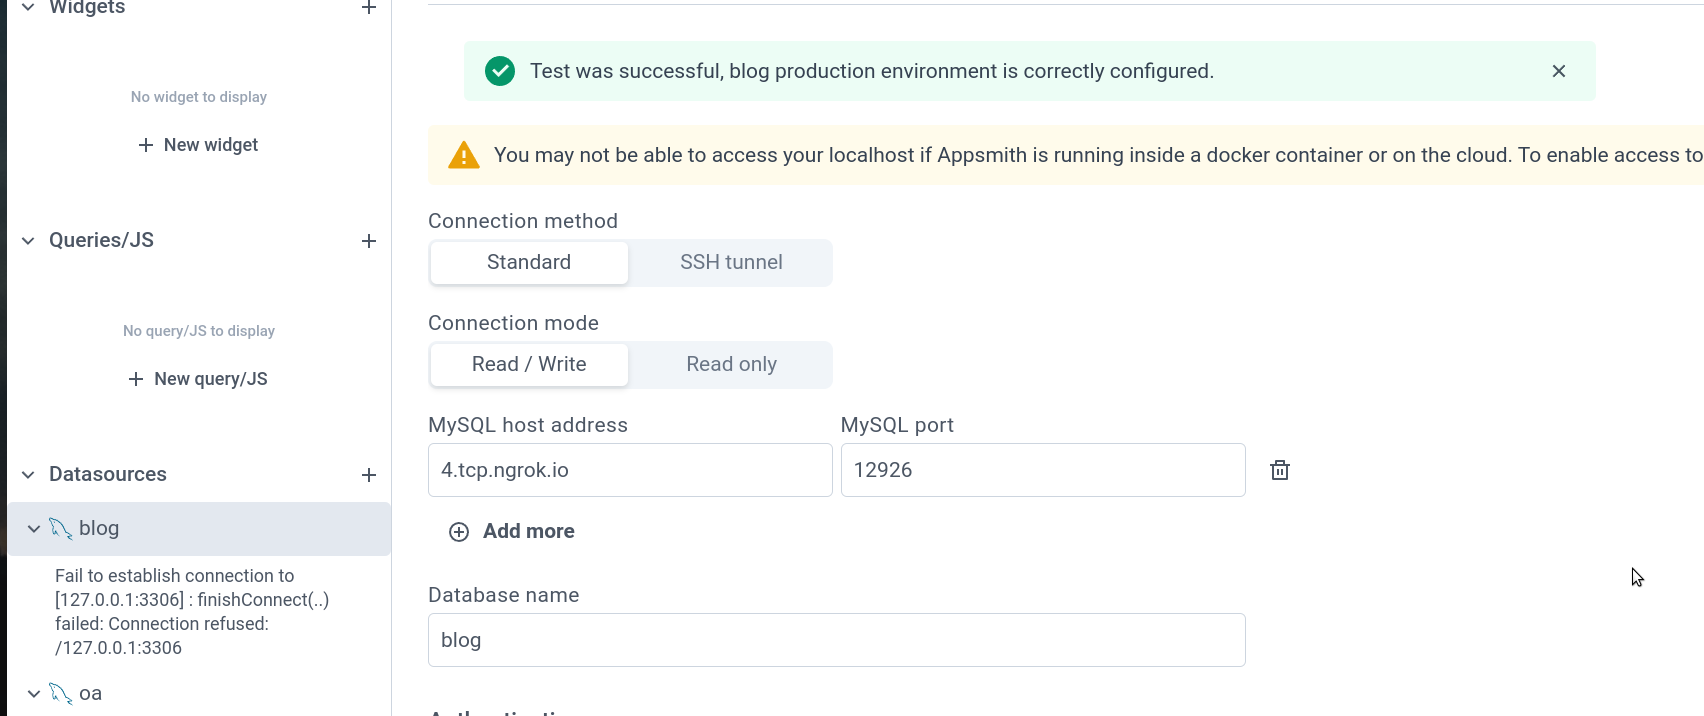 Widgets
No widget to display
New widget
Queries/JS
No query/JS to display
New query/JS
Datasources
blog
Fail to establish connection to
[127.0.0.1:3306] : finishConnect(..)
failed: Connection refused:
/127.0.0.1:3306
oa
Test was successful, blog production environment is correctly configured.
You may not be able to access your localhost if Appsmith is running inside a docker container or on the cloud. To enable access to
Connection method
Standard
SSH tunnel
Connection mode
Read / Write
Read only
MySQL host address
MySQL port
4.tcp.ngrok.io
12926
Add more
Database name
blog